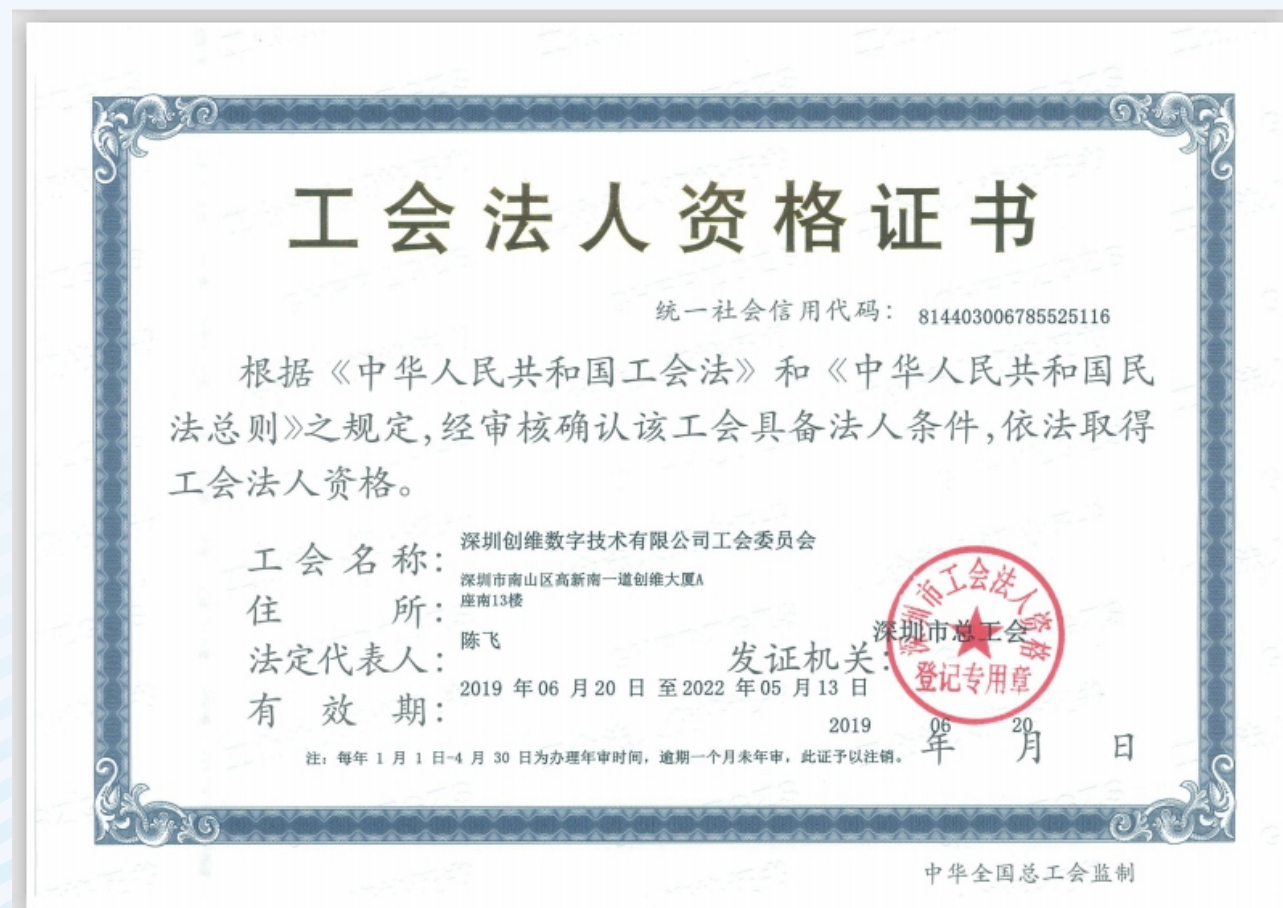 工会法人资格证书
统一社会信用代码: 814403006785525116
根据《中华人民共和国工会法》和《中华人民共和国民
法总则》之规定,经审核确认该工会具备法人条件,依法取得
工会法人资格。
工会名称: 深圳创维数字技术有限公司工会委员会
住所: 深圳市南山区高新南一道创维大厦A
座南13楼
法定代表人: 陈飞
发证机关: 深圳市总工会
深圳市工会法人资格
登记专用章
有效期: 2019 年 06 月 20 日 至 2022 年 05 月 13 日
2019 年 06 月 20 日
注: 每年 1 月 1 日-4 月 30 日为办理年审时间, 逾期一个月未年审, 此证予以注销。
中华全国总工会监制